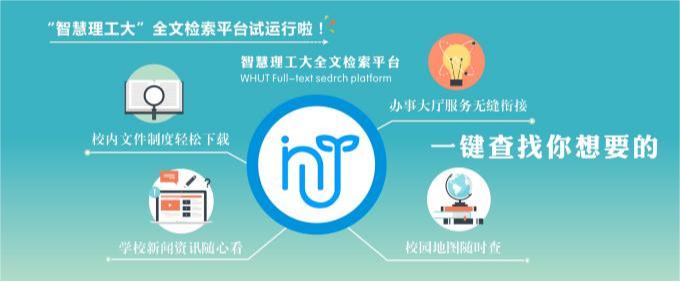 “智慧理工大”全文检索平台试运行啦！
智慧理工大全文检索平台
WHUT Full-text sedrch platform
办事大厅服务无缝衔接
校内文件制度轻松下载
一键查找你想要的
学校新闻资讯随心看
校园地图随时查